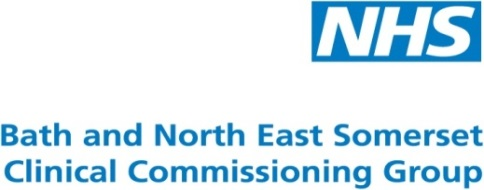 NHS
Bath and North East Somerset
Clinical Commissioning Group